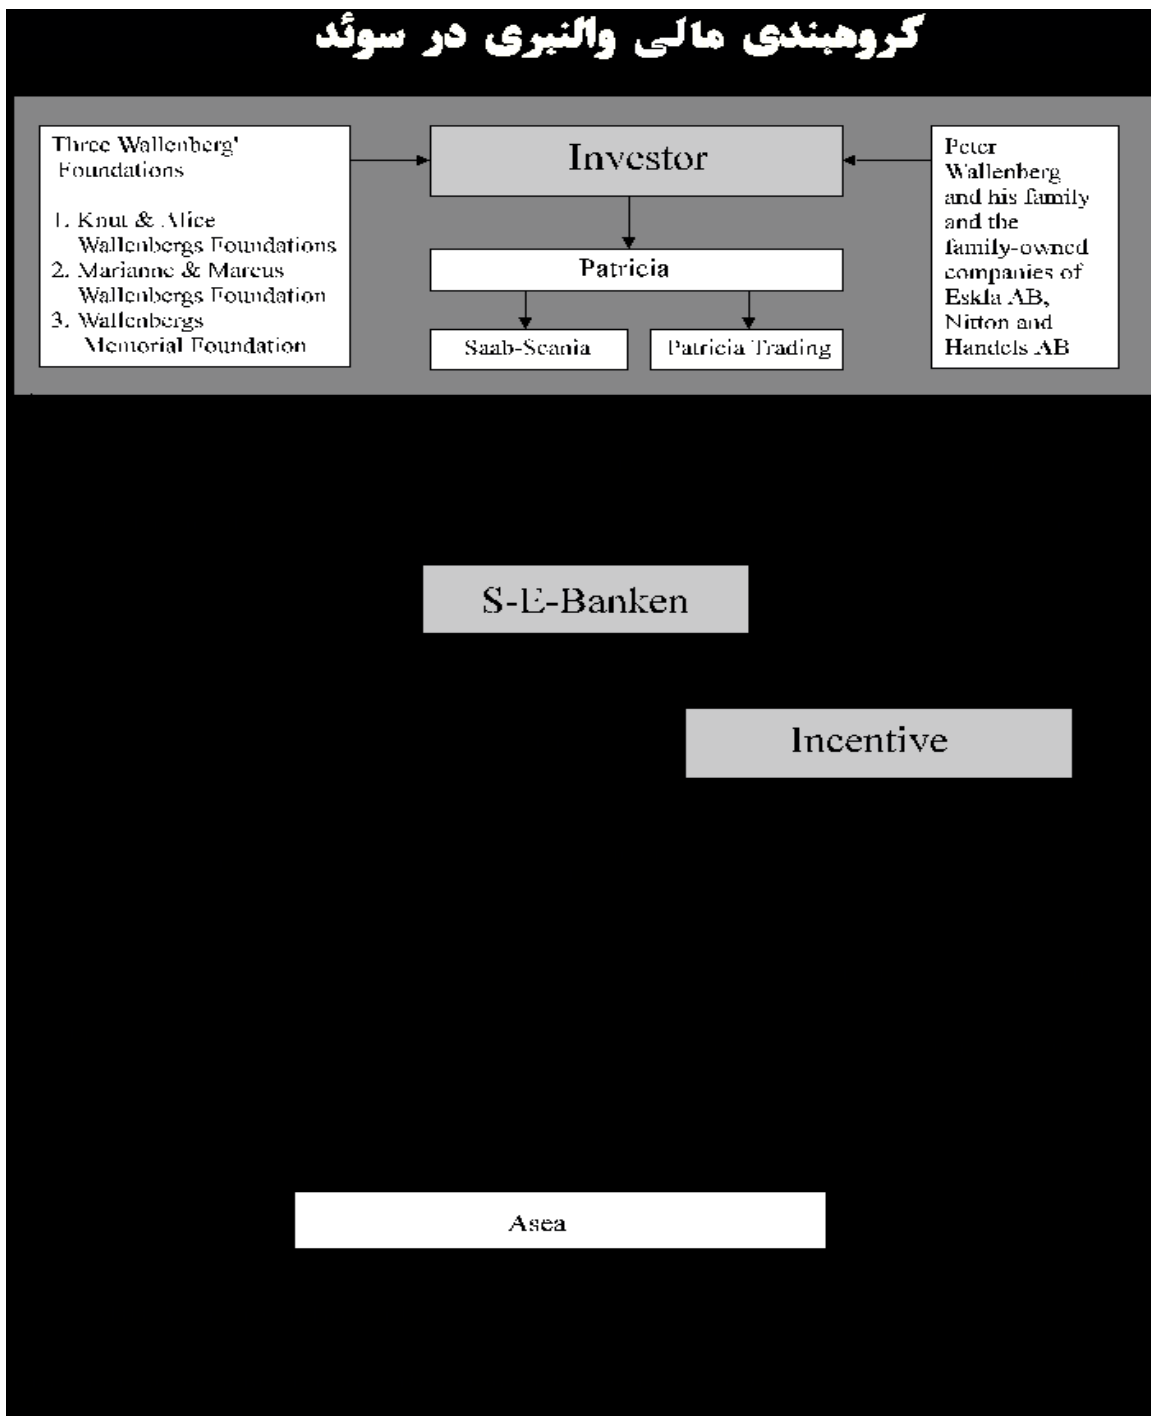 گروهبندی مالی والنبری در سوئد
Three Wallenberg'
Foundations
1. Knut & Alice
Wallenbergs Foundations
2. Marianne & Marcus
Wallenbergs Foundation
3. Wallenbergs
Memorial Foundation
Investor
Patricia
Saab-Scania
Patricia Trading
Peter
Wallenberg
and his family
and the
family-owned
companies of
Eskla AB,
Nitton and
Handels AB
S-E-Banken
Incentive
Asea